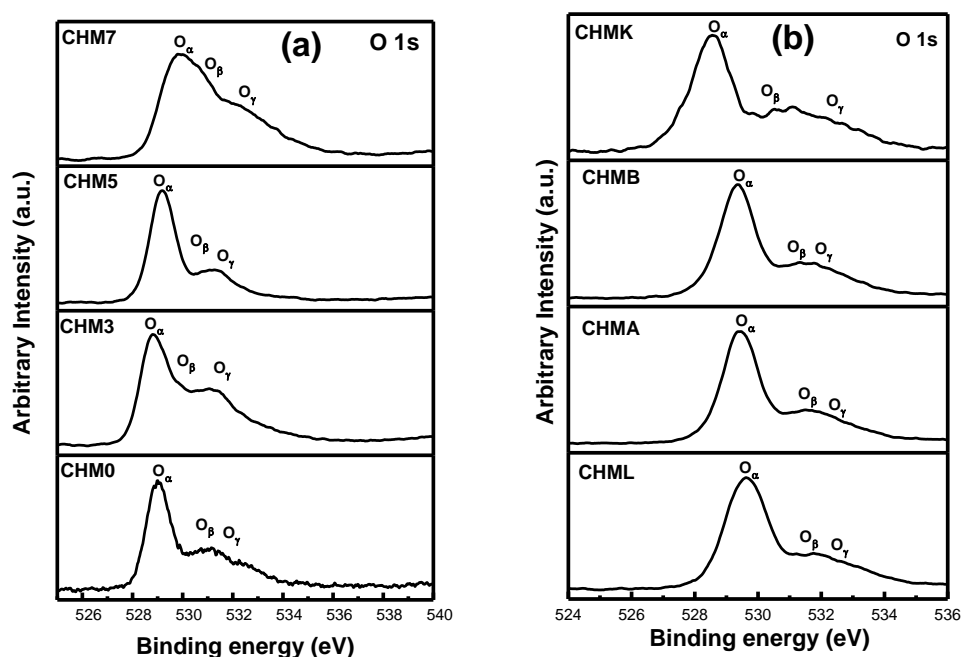 Arbitrary Intensity (a.u.)
(a)
O 1s
CHM7
Oα
Oβ
Oγ
CHM5
Oα
Oβ
Oγ
CHM3
Oα
Oβ
Oγ
CHM0
Oα
Oβ
Oγ
526 528 530 532 534 536 538 540
Binding energy (eV)
Arbitrary Intensity (a.u.)
(b)
O 1s
CHMK
Oα
Oβ
Oγ
CHMB
Oα
Oβ
Oγ
CHMA
Oα
Oβ
Oγ
CHML
Oα
Oβ
Oγ
524 526 528 530 532 534 536
Binding energy (eV)